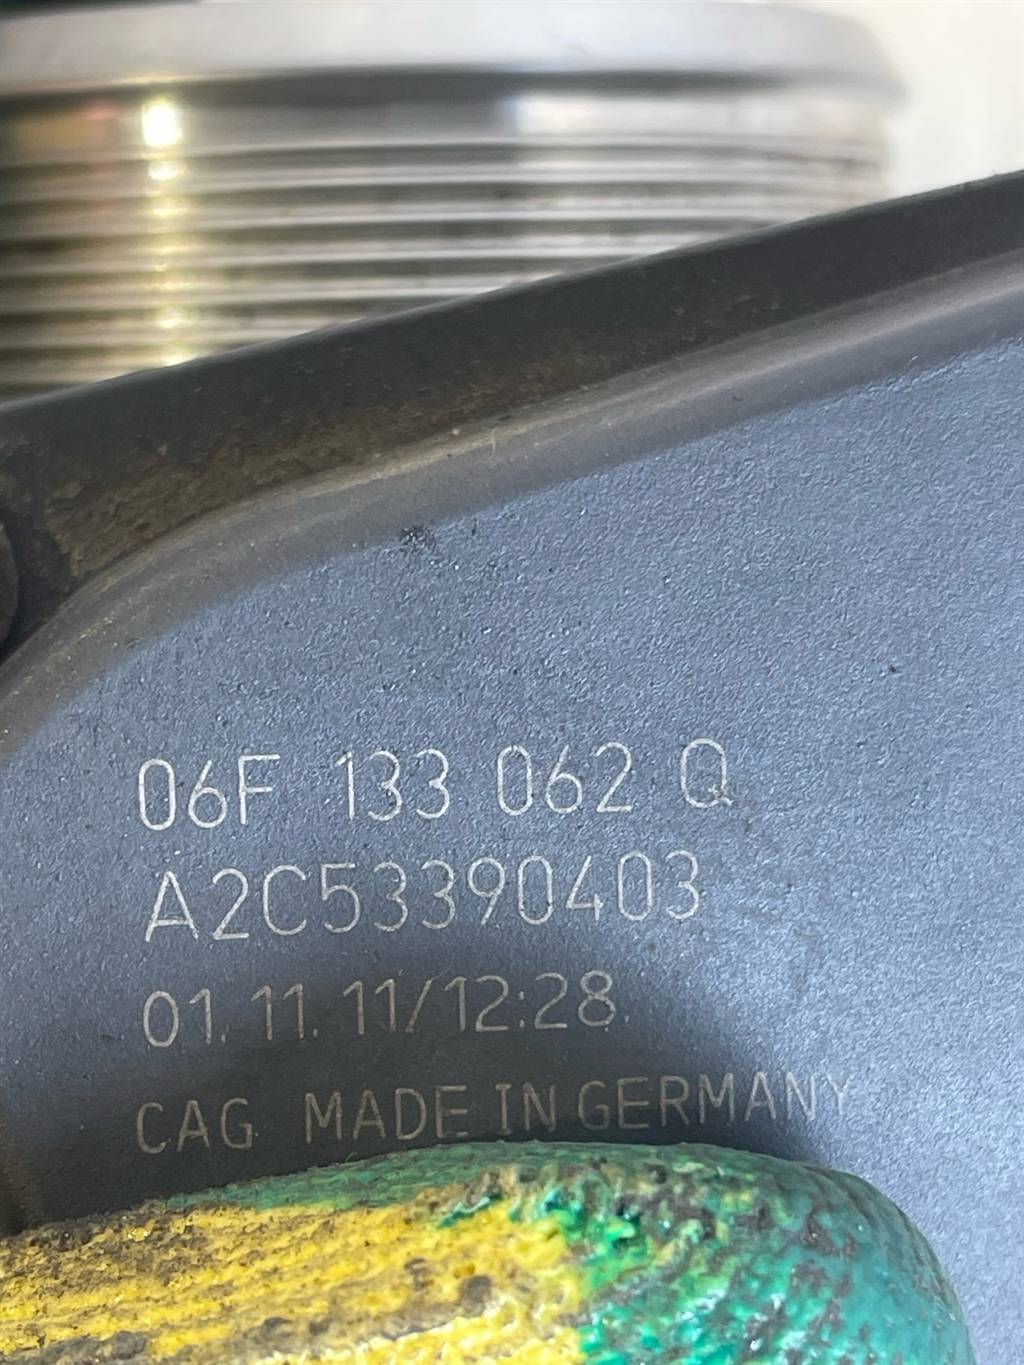 06F 133 062 Q
A2C53390403
01.11.11/12:28
CAG MADE IN GERMANY